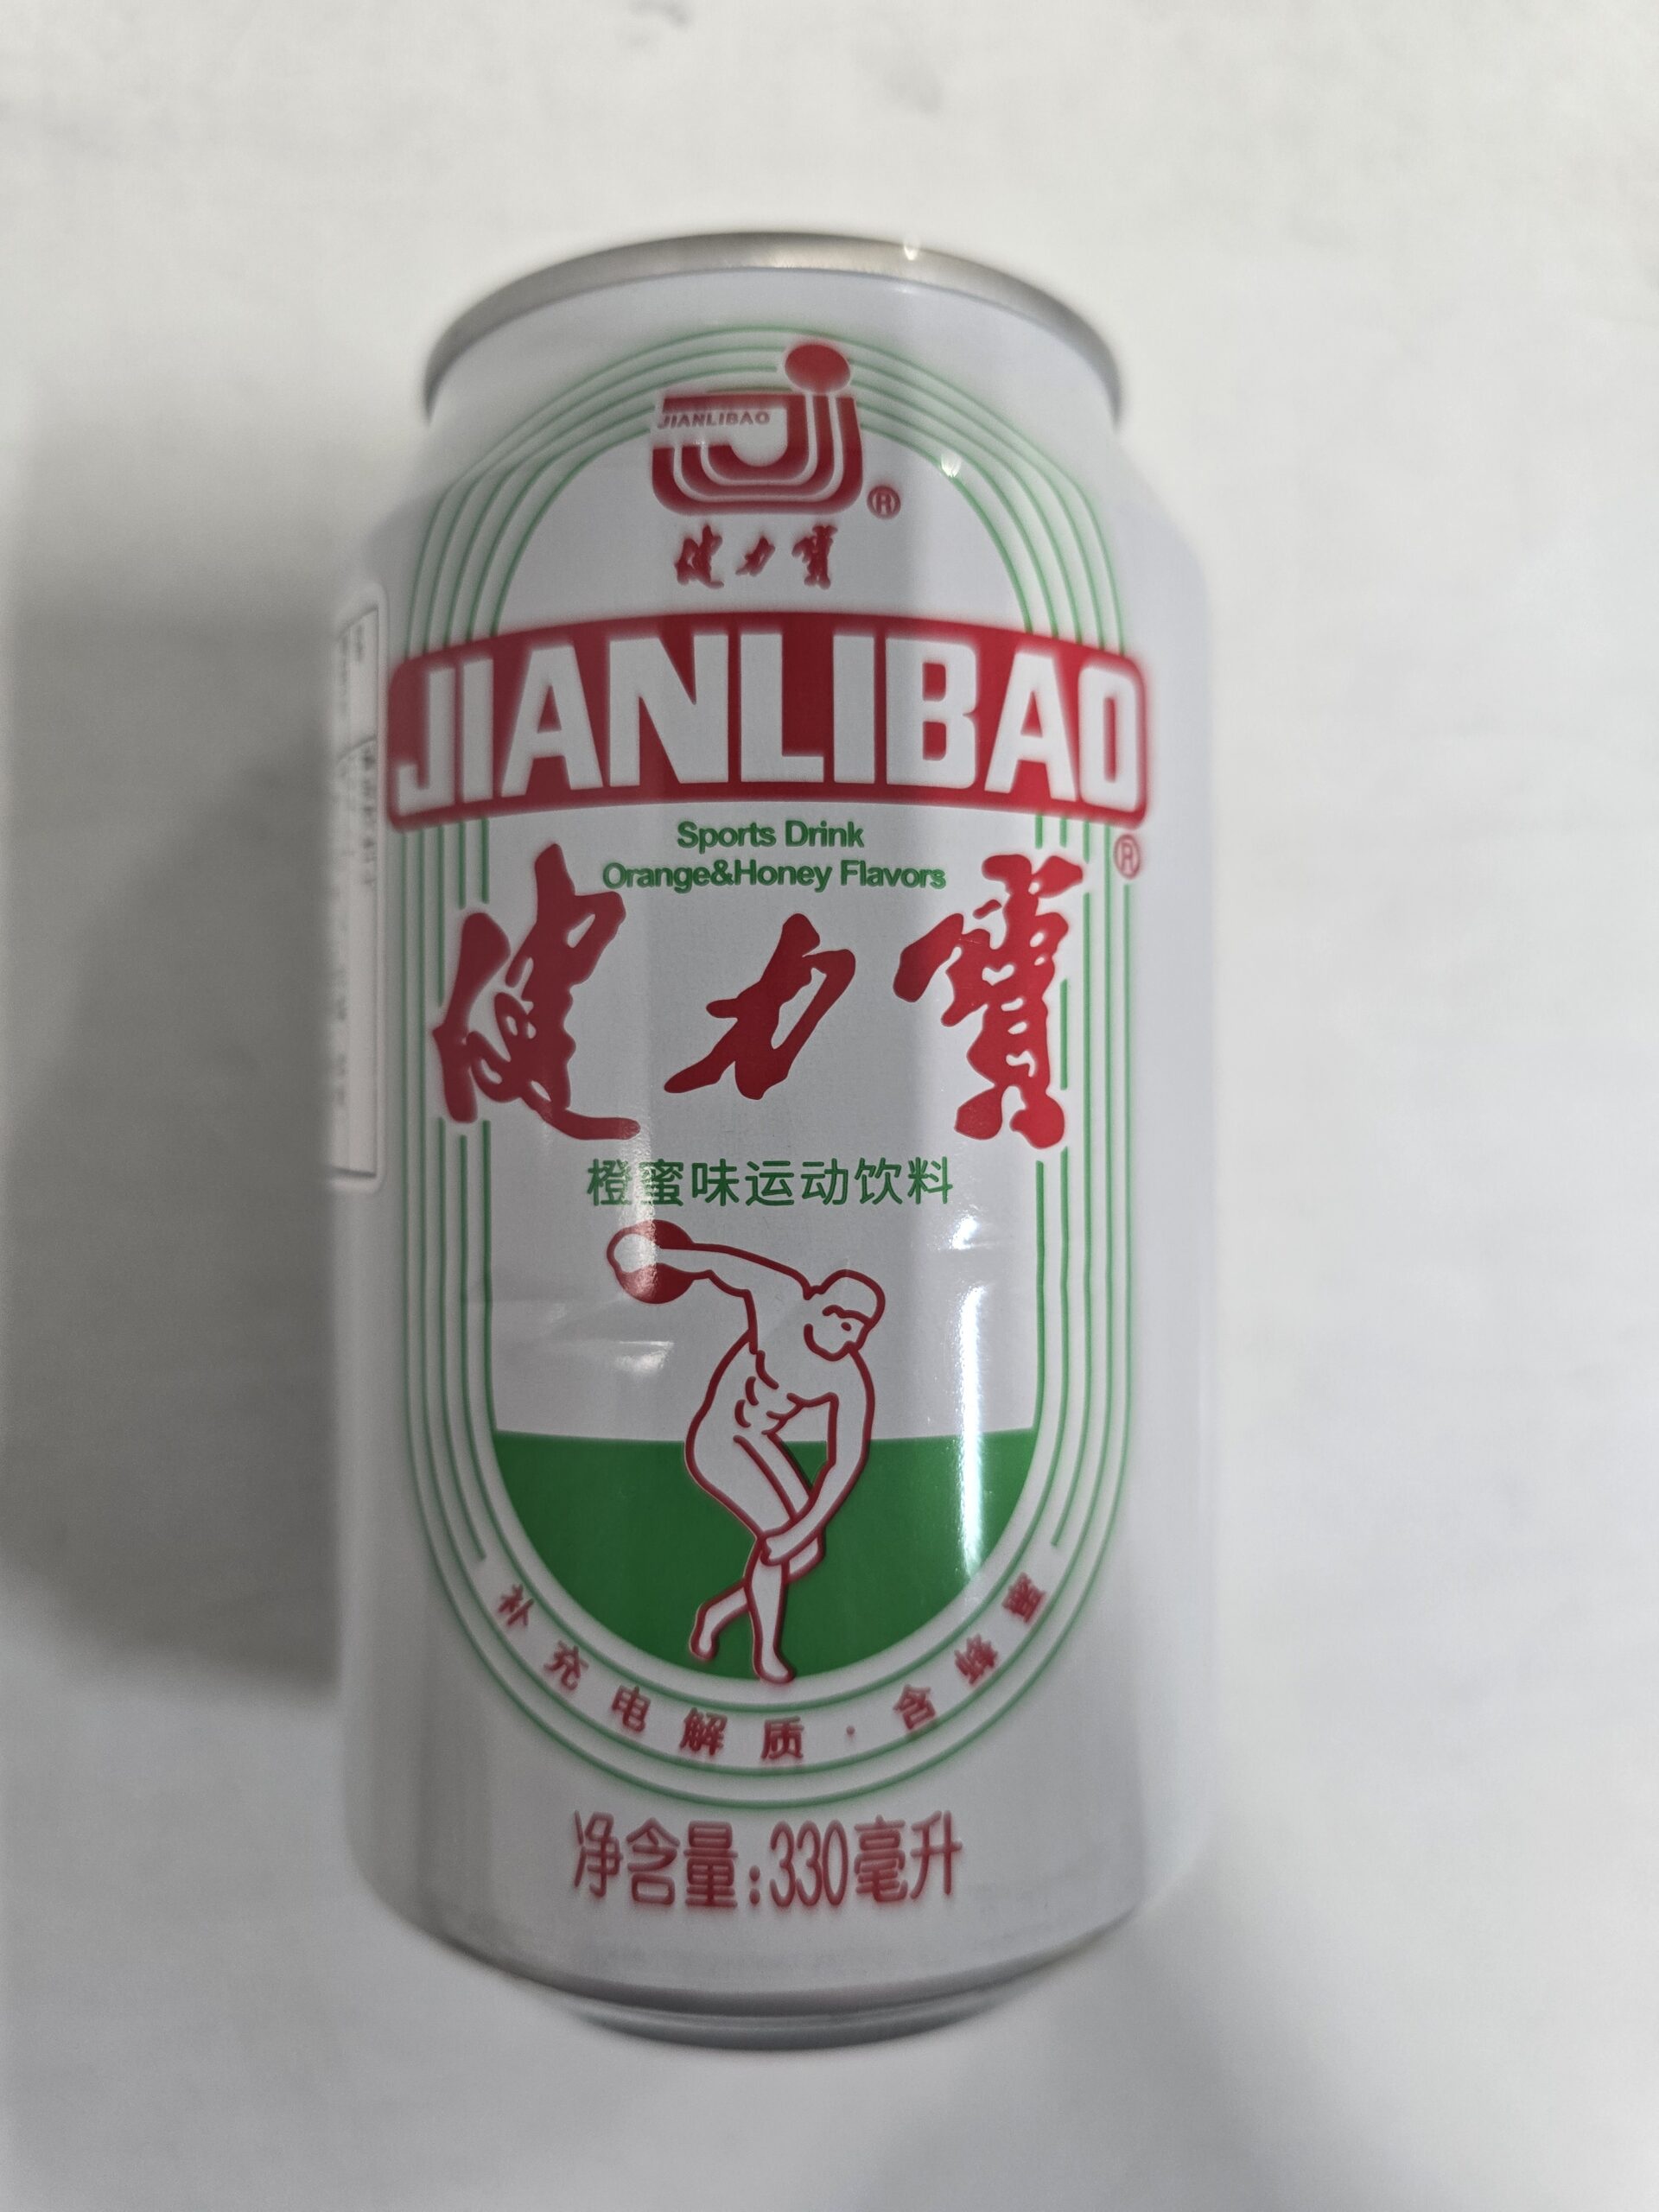 JIANLIBAO
®
健力寶
JIANLIBAO
®
Sports Drink
Orange&Honey Flavors
健力寶
橙蜜味运动饮料
补充电解质·含蜂蜜
净含量:330毫升